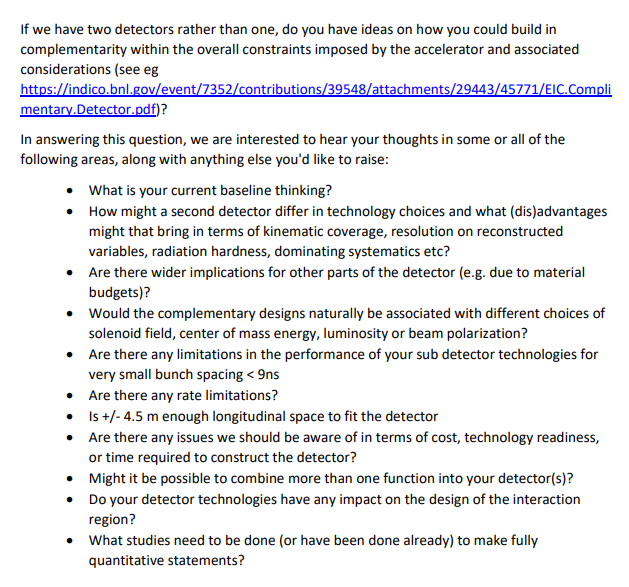 If we have two detectors rather than one, do you have ideas on how you could build in
complementarity within the overall constraints imposed by the accelerator and associated
considerations (see eg
https://indico.bnl.gov/event/7352/contributions/39548/attachments/29443/45771/EIC.Compli
mentary.Detector.pdf)?
In answering this question, we are interested to hear your thoughts in some or all of the
following areas, along with anything else you'd like to raise:
• What is your current baseline thinking?
• How might a second detector differ in technology choices and what (dis)advantages
might that bring in terms of kinematic coverage, resolution on reconstructed
variables, radiation hardness, dominating systematics etc?
• Are there wider implications for other parts of the detector (e.g. due to material
budgets)?
• Would the complementary designs naturally be associated with different choices of
solenoid field, center of mass energy, luminosity or beam polarization?
• Are there any limitations in the performance of your sub detector technologies for
very small bunch spacing < 9ns
• Are there any rate limitations?
• Is +/- 4.5 m enough longitudinal space to fit the detector
• Are there any issues we should be aware of in terms of cost, technology readiness,
or time required to construct the detector?
• Might it be possible to combine more than one function into your detector(s)?
• Do your detector technologies have any impact on the design of the interaction
region?
• What studies need to be done (or have been done already) to make fully
quantitative statements?